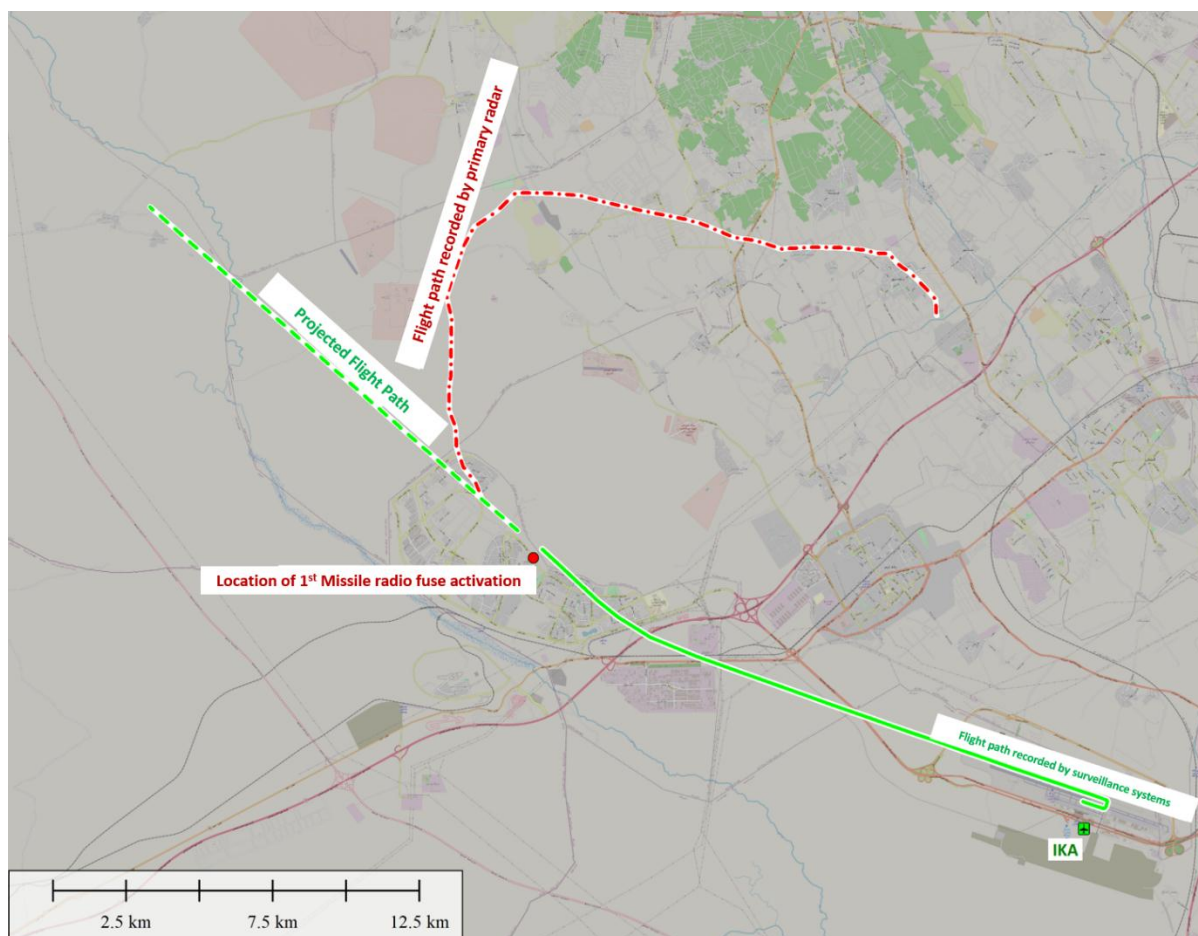 Flight path recorded by primary radar
Projected Flight Path
Location of 1st Missile radio fuse activation
Flight path recorded by surveillance systems
IKA
2.5 km
7.5 km
12.5 km